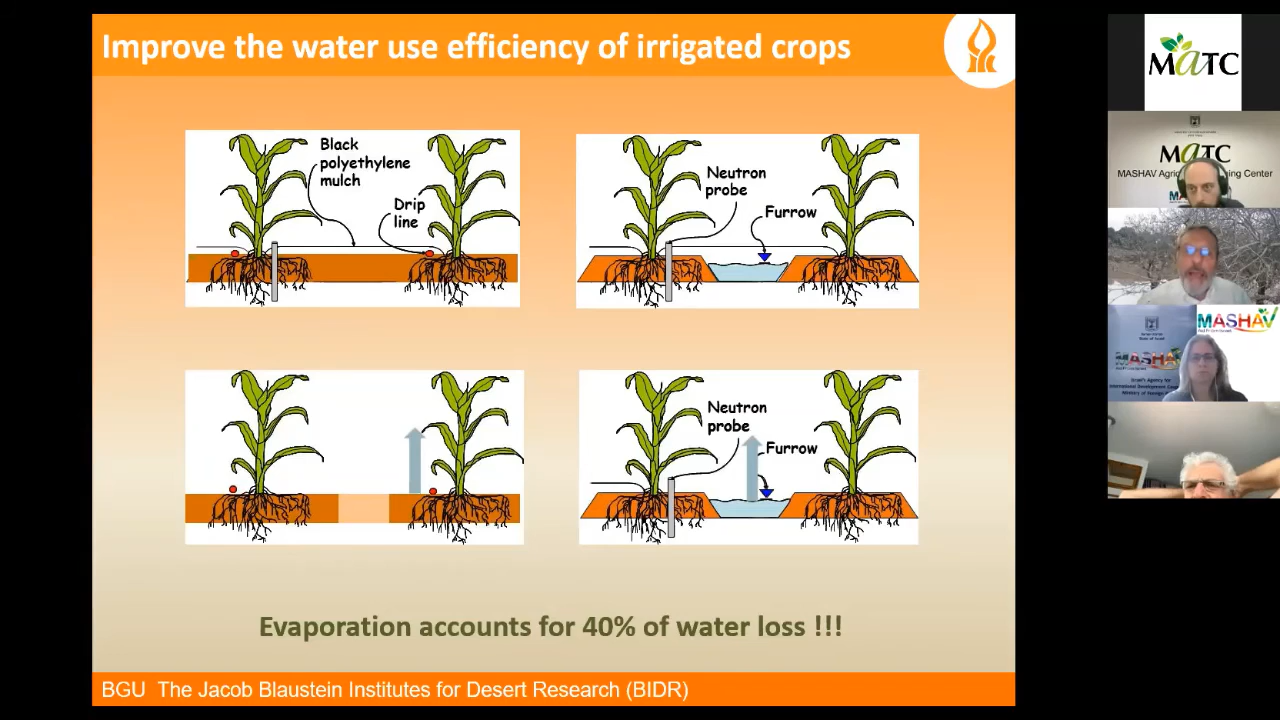 Improve the water use efficiency of irrigated crops
Black
polyethylene
mulch
Drip
line
Neutron
probe
Furrow
Neutron
probe
Furrow
Evaporation accounts for 40% of water loss !!!
BGU The Jacob Blaustein Institutes for Desert Research (BIDR)
MaTC
MaTC
MASHAV
MASHAV